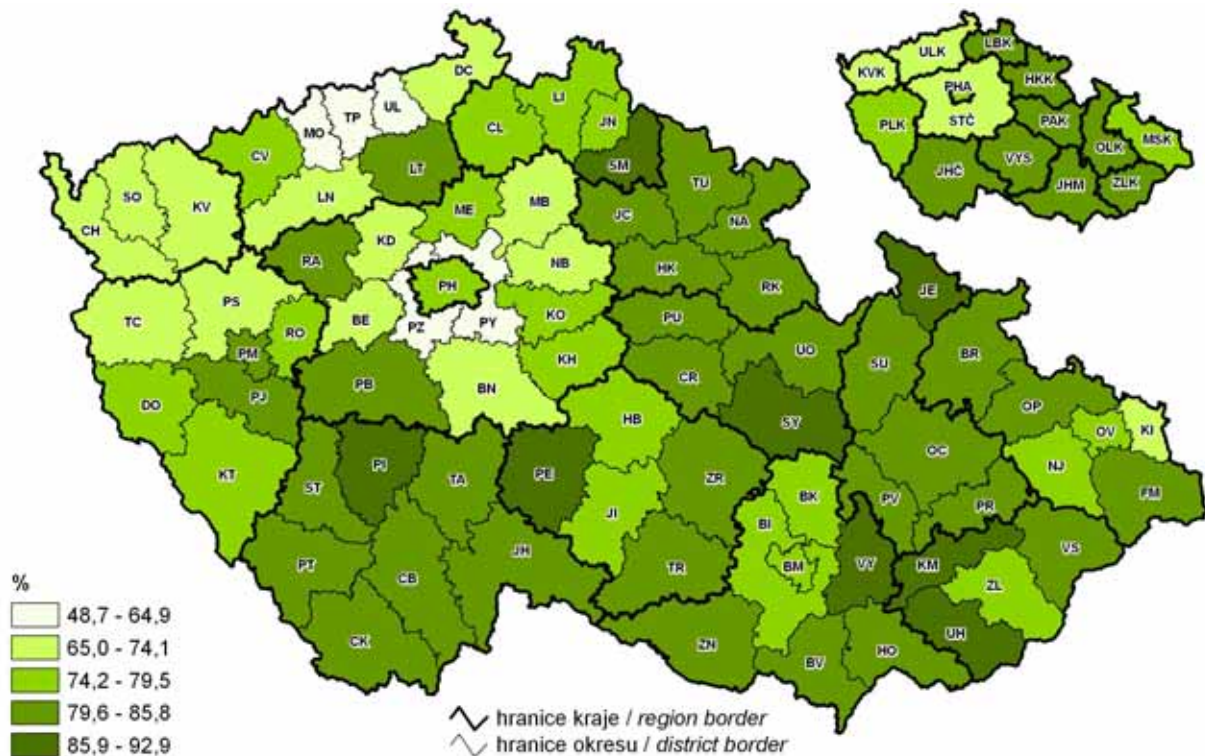 DC
UL
TP
MO
LI
CL
JN
CV
LT
SM
TU
SO
KV
LN
ME
MB
JC
NA
CH
KD
RA
NB
HK
RK
PH
TC
PS
BE
PZ
PY
KO
PU
RO
PM
KH
UO
JE
SU
BR
DO
PJ
PB
BN
CR
OP
HB
SY
OV
KI
KT
ST
PI
TA
PE
ZR
OC
NJ
FM
JI
BK
PV
PR
BI
VS
PT
CB
JH
TR
BM
VY
KM
ZL
CK
ZN
BV
HO
UH
KVK
ULK
LBK
HKK
PHA
STČ
PLK
PAK
OLK
MSK
JHČ
VYS
JHM
ZLK
%
48,7 - 64,9
65,0 - 74,1
74,2 - 79,5
79,6 - 85,8
85,9 - 92,9
hranice kraje / region border
hranice okresu / district border